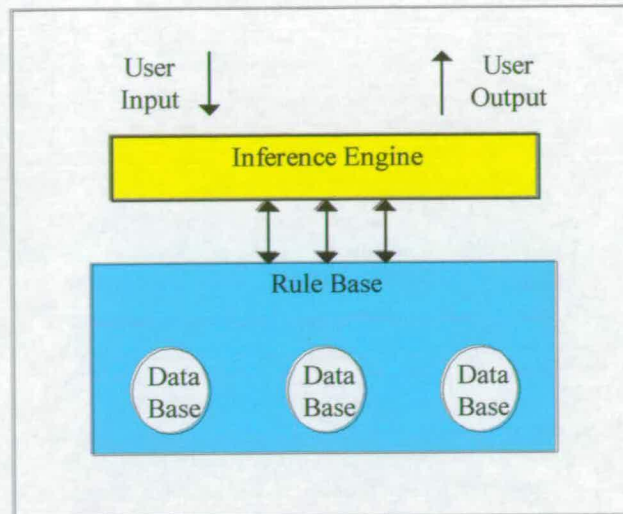 User
Input
User
Output
Inference Engine
Rule Base
Data
Base
Data
Base
Data
Base